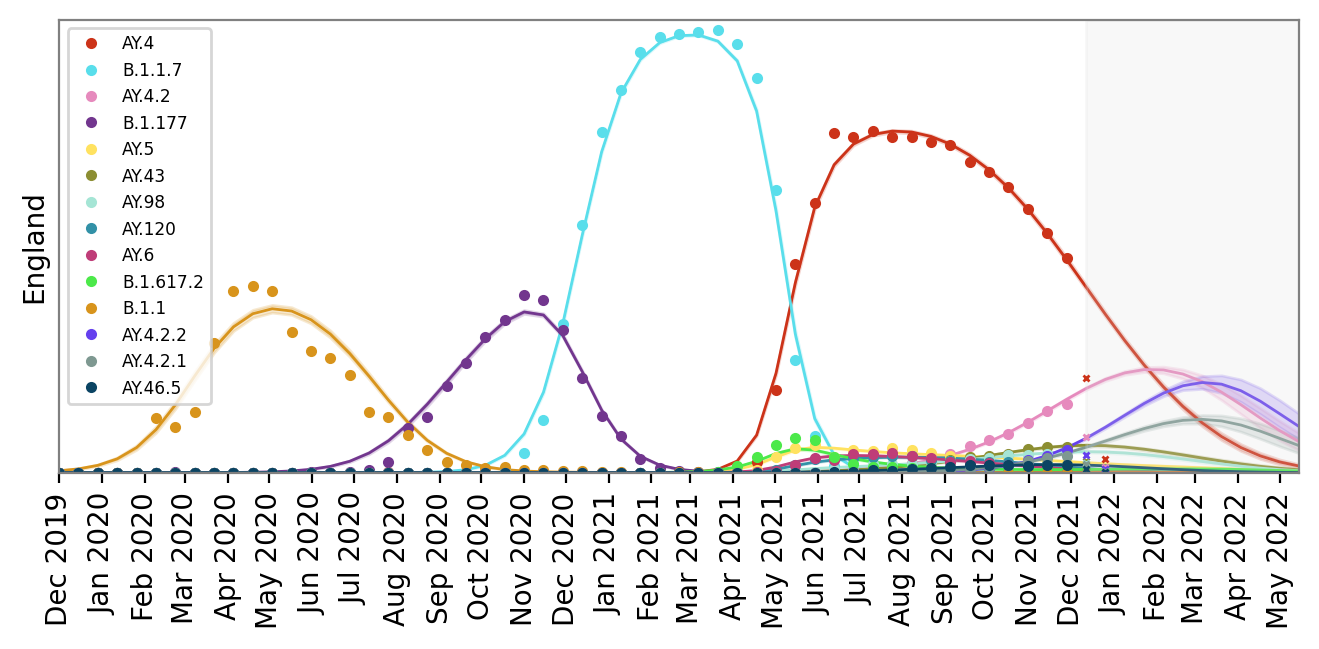 AY.4
B.1.1.7
AY.4.2
B.1.177
AY.5
AY.43
AY.98
AY.120
AY.6
B.1.617.2
B.1.1
AY.4.2.2
AY.4.2.1
AY.46.5
England
Dec 2019
Jan 2020
Feb 2020
Mar 2020
Apr 2020
May 2020
Jun 2020
Jul 2020
Aug 2020
Sep 2020
Oct 2020
Nov 2020
Dec 2020
Jan 2021
Feb 2021
Mar 2021
Apr 2021
May 2021
Jun 2021
Jul 2021
Aug 2021
Sep 2021
Oct 2021
Nov 2021
Dec 2021
Jan 2022
Feb 2022
Mar 2022
Apr 2022
May 2022